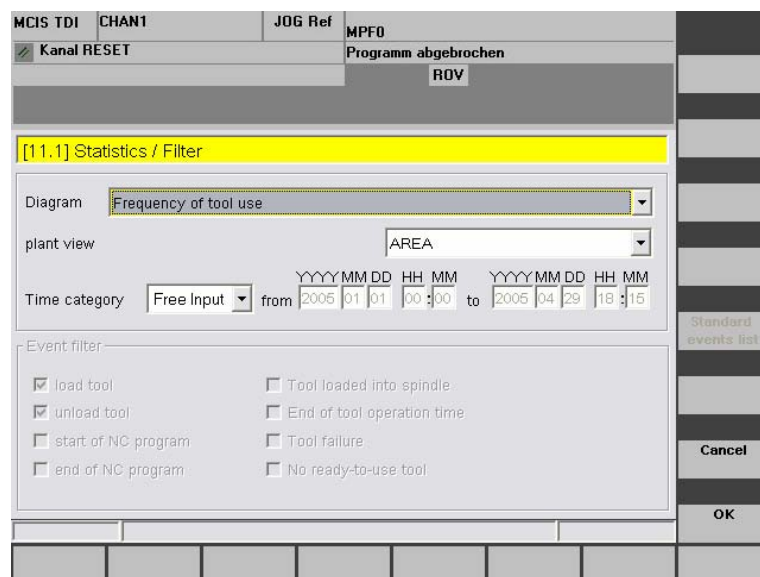 MCIS TDI CHAN1 JOG Ref MPF0
Kanal RESET Programm abgebrochen
ROV
[11.1] Statistics / Filter
Diagram Frequency of tool use
plant view AREA
YYYY MM DD HH MM YYYY MM DD HH MM
Time category Free Input from 2005 01 01 00 : 00 to 2005 04 29 18 : 15
Standard
events list
Event filter
load tool Tool loaded into spindle
unload tool End of tool operation time
start of NC program Tool failure
end of NC program No ready-to-use tool
Cancel
OK